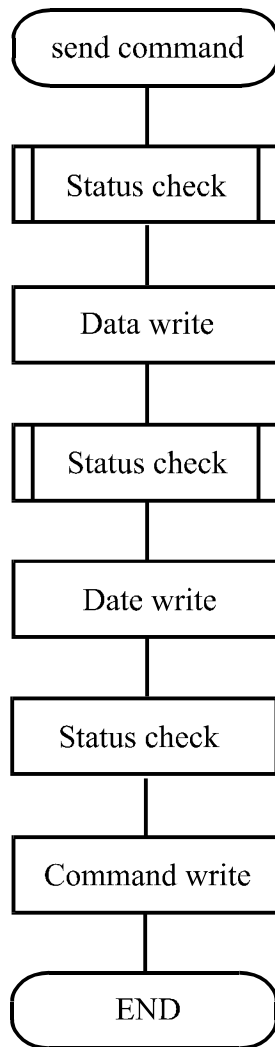 send command
Status check
Data write
Status check
Date write
Status check
Command write
END